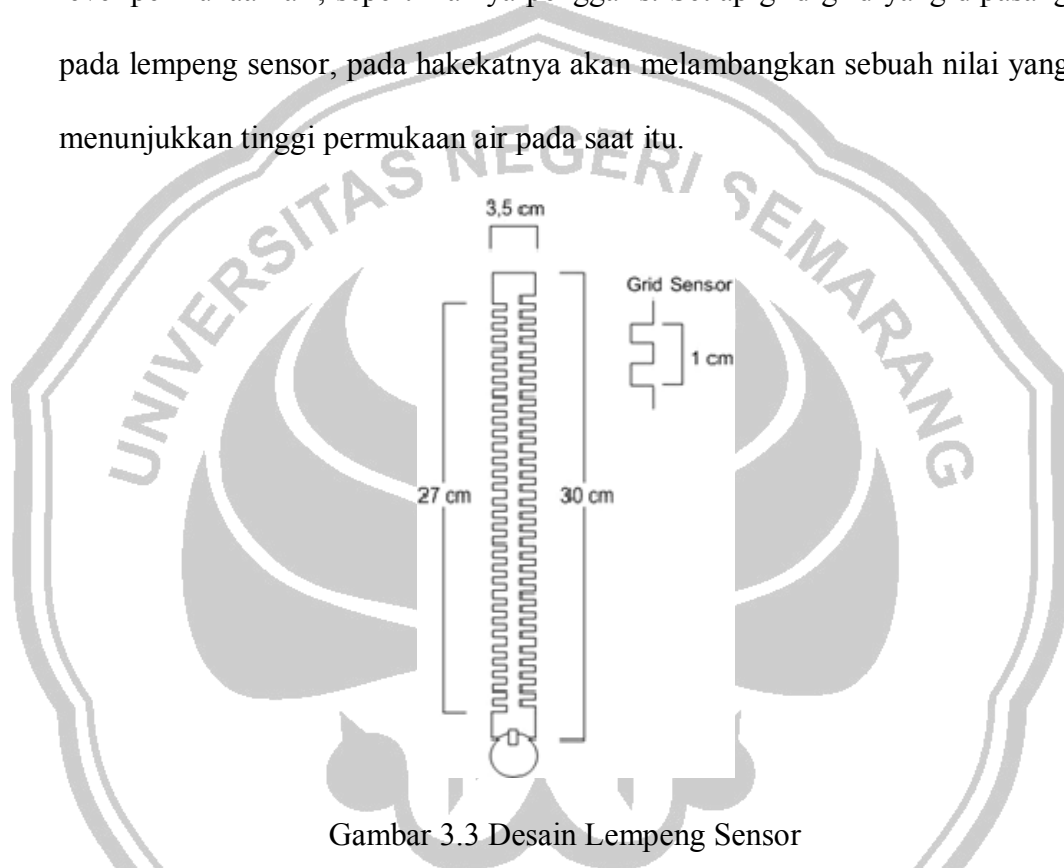 pada lempeng sensor, pada hakekatnya akan melambangkan sebuah nilai yang
menunjukkan tinggi permukaan air pada saat itu.
UNIVERSITAS NEGERI SEMARANG
3,5 cm
Grid Sensor
1 cm
27 cm
30 cm
Gambar 3.3 Desain Lempeng Sensor